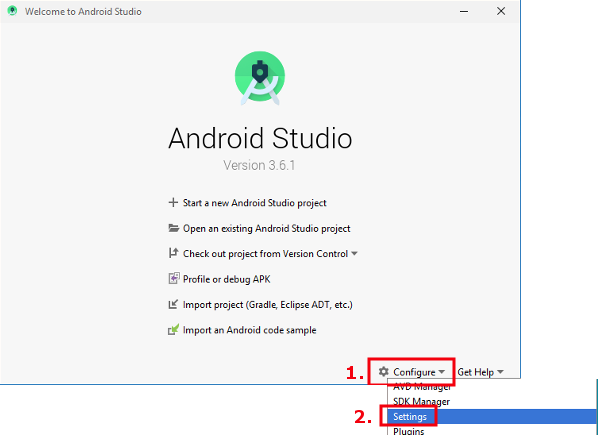 Welcome to Android Studio
Android Studio
Version 3.6.1
Start a new Android Studio project
Open an existing Android Studio project
Check out project from Version Control
Profile or debug APK
Import project (Gradle, Eclipse ADT, etc.)
Import an Android code sample
1. Configure Get Help
AVD Manager
SDK Manager
2. Settings
Plugins